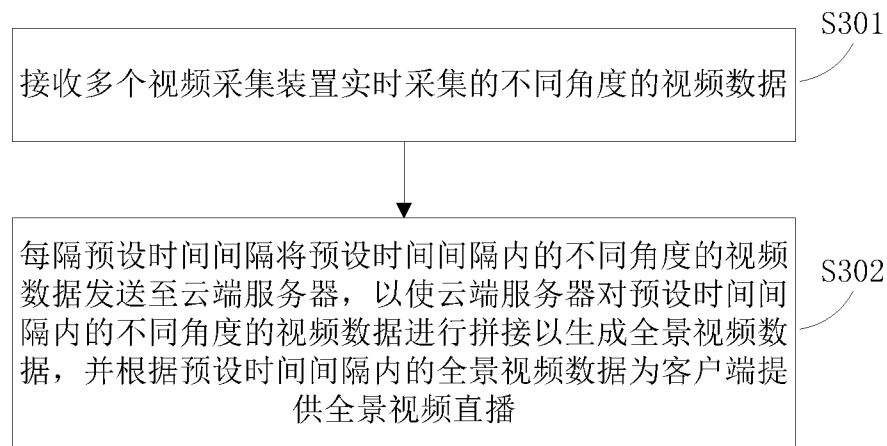 S301
接收多个视频采集装置实时采集的不同角度的视频数据
每隔预设时间间隔将预设时间间隔内的不同角度的视频
数据发送至云端服务器，以使云端服务器对预设时间间
隔内的不同角度的视频数据进行拼接以生成全景视频数
据，并根据预设时间间隔内的全景视频数据为客户端提
供全景视频直播
S302